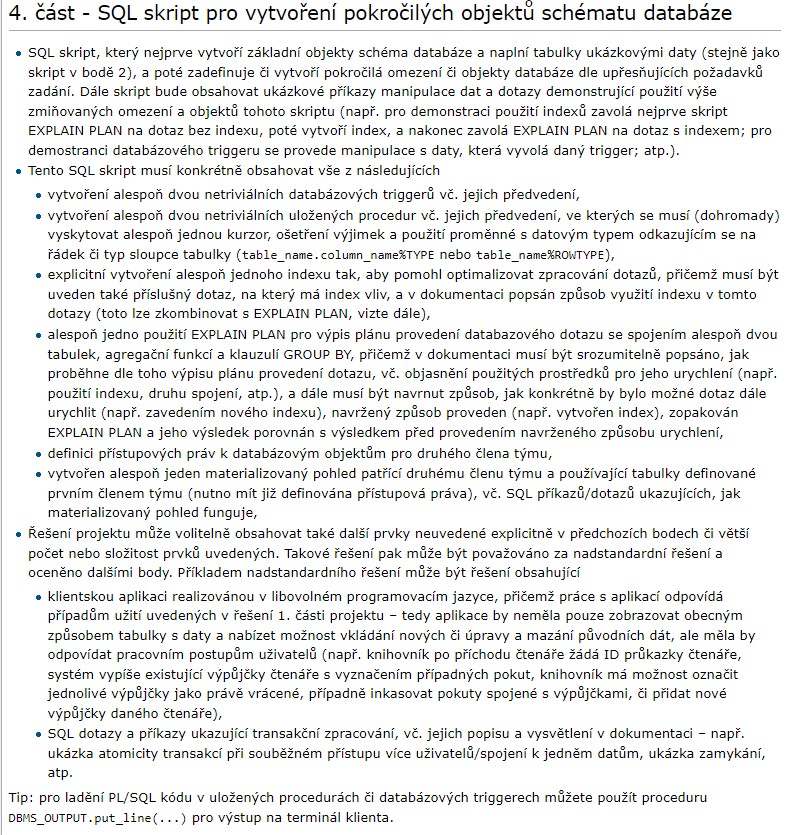 4. část - SQL skript pro vytvoření pokročilých objektů schématu databáze
• SQL skript, který nejprve vytvoří základní objekty schéma databáze a naplní tabulky ukázkovými daty (stejně jako
skript v bodě 2), a poté zadefinuje či vytvoří pokročilá omezení či objekty databáze dle upřesňujících požadavků
zadání. Dále skript bude obsahovat ukázkové příkazy manipulace dat a dotazy demonstrující použití výše
zmiňovaných omezení a objektů tohoto skriptu (např. pro demonstraci použití indexů zavolá nejprve skript
EXPLAIN PLAN na dotaz bez indexu, poté vytvoří index, a nakonec zavolá EXPLAIN PLAN na dotaz s indexem; pro
demostranci databázového triggeru se provede manipulace s daty, která vyvolá daný trigger; atp.).
• Tento SQL skript musí konkrétně obsahovat vše z následujících
• vytvoření alespoň dvou netriviálních databázových triggerů vč. jejich předvedení,
• vytvoření alespoň dvou netriviálních uložených procedur vč. jejich předvedení, ve kterých se musí (dohromady)
vyskytovat alespoň jednou kurzor, ošetření výjimek a použití proměnné s datovým typem odkazujícím se na
řádek či typ sloupce tabulky (table_name.column_name%TYPE nebo table_name%ROWTYPE),
• explicitní vytvoření alespoň jednoho indexu tak, aby pomohl optimalizovat zpracování dotazů, přičemž musí být
uveden také příslušný dotaz, na který má index vliv, a v dokumentaci popsán způsob využití indexu v tomto
dotazy (toto lze zkombinovat s EXPLAIN PLAN, vizte dále),
• alespoň jedno použití EXPLAIN PLAN pro výpis plánu provedení databazového dotazu se spojením alespoň dvou
tabulek, agregační funkcí a klauzulí GROUP BY, přičemž v dokumentaci musí být srozumitelně popsáno, jak
proběhne dle toho výpisu plánu provedení dotazu, vč. objasnění použitých prostředků pro jeho urychlení (např.
použití indexu, druhu spojení, atp.), a dále musí být navrnut způsob, jak konkrétně by bylo možné dotaz dále
urychlit (např. zavedením nového indexu), navržený způsob proveden (např. vytvořen index), zopakován
EXPLAIN PLAN a jeho výsledek porovnán s výsledkem před provedením navrženého způsobu urychlení,
• definici přístupových práv k databázovým objektům pro druhého člena týmu,
• vytvořen alespoň jeden materializovaný pohled patřící druhému členu týmu a používající tabulky definované
prvním členem týmu (nutno mít již definována přístupová práva), vč. SQL příkazů/dotazů ukazujících, jak
materializovaný pohled funguje,
• Řešení projektu může volitelně obsahovat také další prvky neuvedené explicitně v předchozích bodech či větší
počet nebo složitost prvků uvedených. Takové řešení pak může být považováno za nadstandardní řešení a
oceněno dalšími body. Příkladem nadstandardního řešení může být řešení obsahující
• klientskou aplikaci realizovánou v libovolném programovacím jazyce, přičemž práce s aplikací odpovídá
případům užití uvedených v řešení 1. části projektu – tedy aplikace by neměla pouze zobrazovat obecným
způsobem tabulky s daty a nabízet možnost vkládání nových či úpravy a mazání původních dát, ale měla by
odpovídat pracovním postupům uživatelů (např. knihovník po příchodu čtenáře žádá ID průkazky čtenáře,
systém vypíše existující výpůjčky čtenáře s vyznačením případných pokut, knihovník má možnost označit
jednolivé výpůjčky jako právě vrácené, případně inkasovat pokuty spojené s výpůjčkami, či přidat nové
výpůjčky daného čtenáře),
• SQL dotazy a příkazy ukazující transakční zpracování, vč. jejich popisu a vysvětlení v dokumentaci – např.
ukázka atomicity transakcí při souběžném přístupu více uživatelů/spojení k jedněm datům, ukázka zamykání,
atp.
Tip: pro ladění PL/SQL kódu v uložených procedurách či databázových triggerech můžete použít proceduru
DBMS_OUTPUT.put_line(...) pro výstup na terminál klienta.